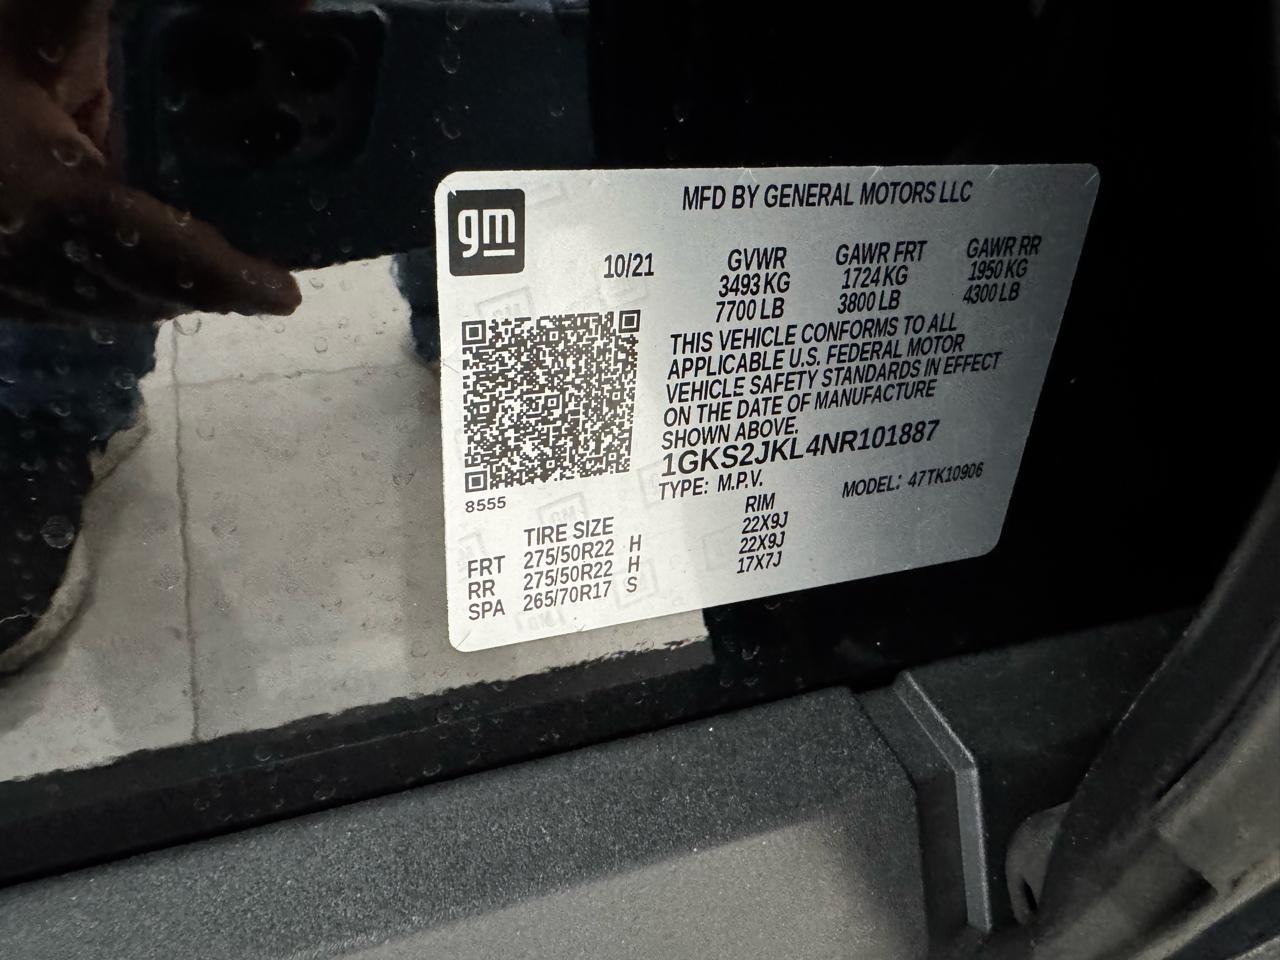 gm
MFD BY GENERAL MOTORS LLC
10/21 GVWR GAWR FRT GAWR RR
3493 KG 1724 KG 1950 KG
7700 LB 3800 LB 4300 LB
THIS VEHICLE CONFORMS TO ALL
APPLICABLE U.S. FEDERAL MOTOR
VEHICLE SAFETY STANDARDS IN EFFECT
ON THE DATE OF MANUFACTURE
SHOWN ABOVE.
1GKS2JKL4NR101887
TYPE: M.P.V. MODEL: 47TK10906
8555
TIRE SIZE RIM
FRT 275/50R22 H 22X9J
RR 275/50R22 H 22X9J
SPA 265/70R17 S 17X7J